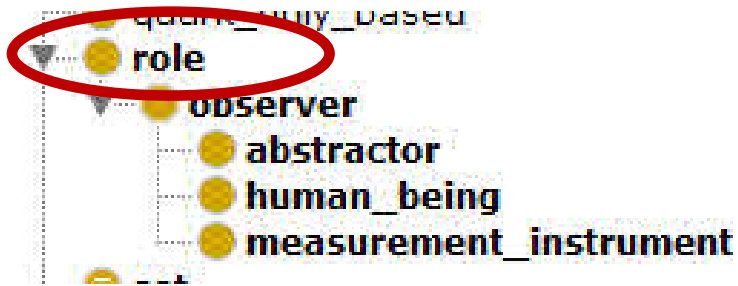 role
observer
abstractor
human_being
measurement_instrument